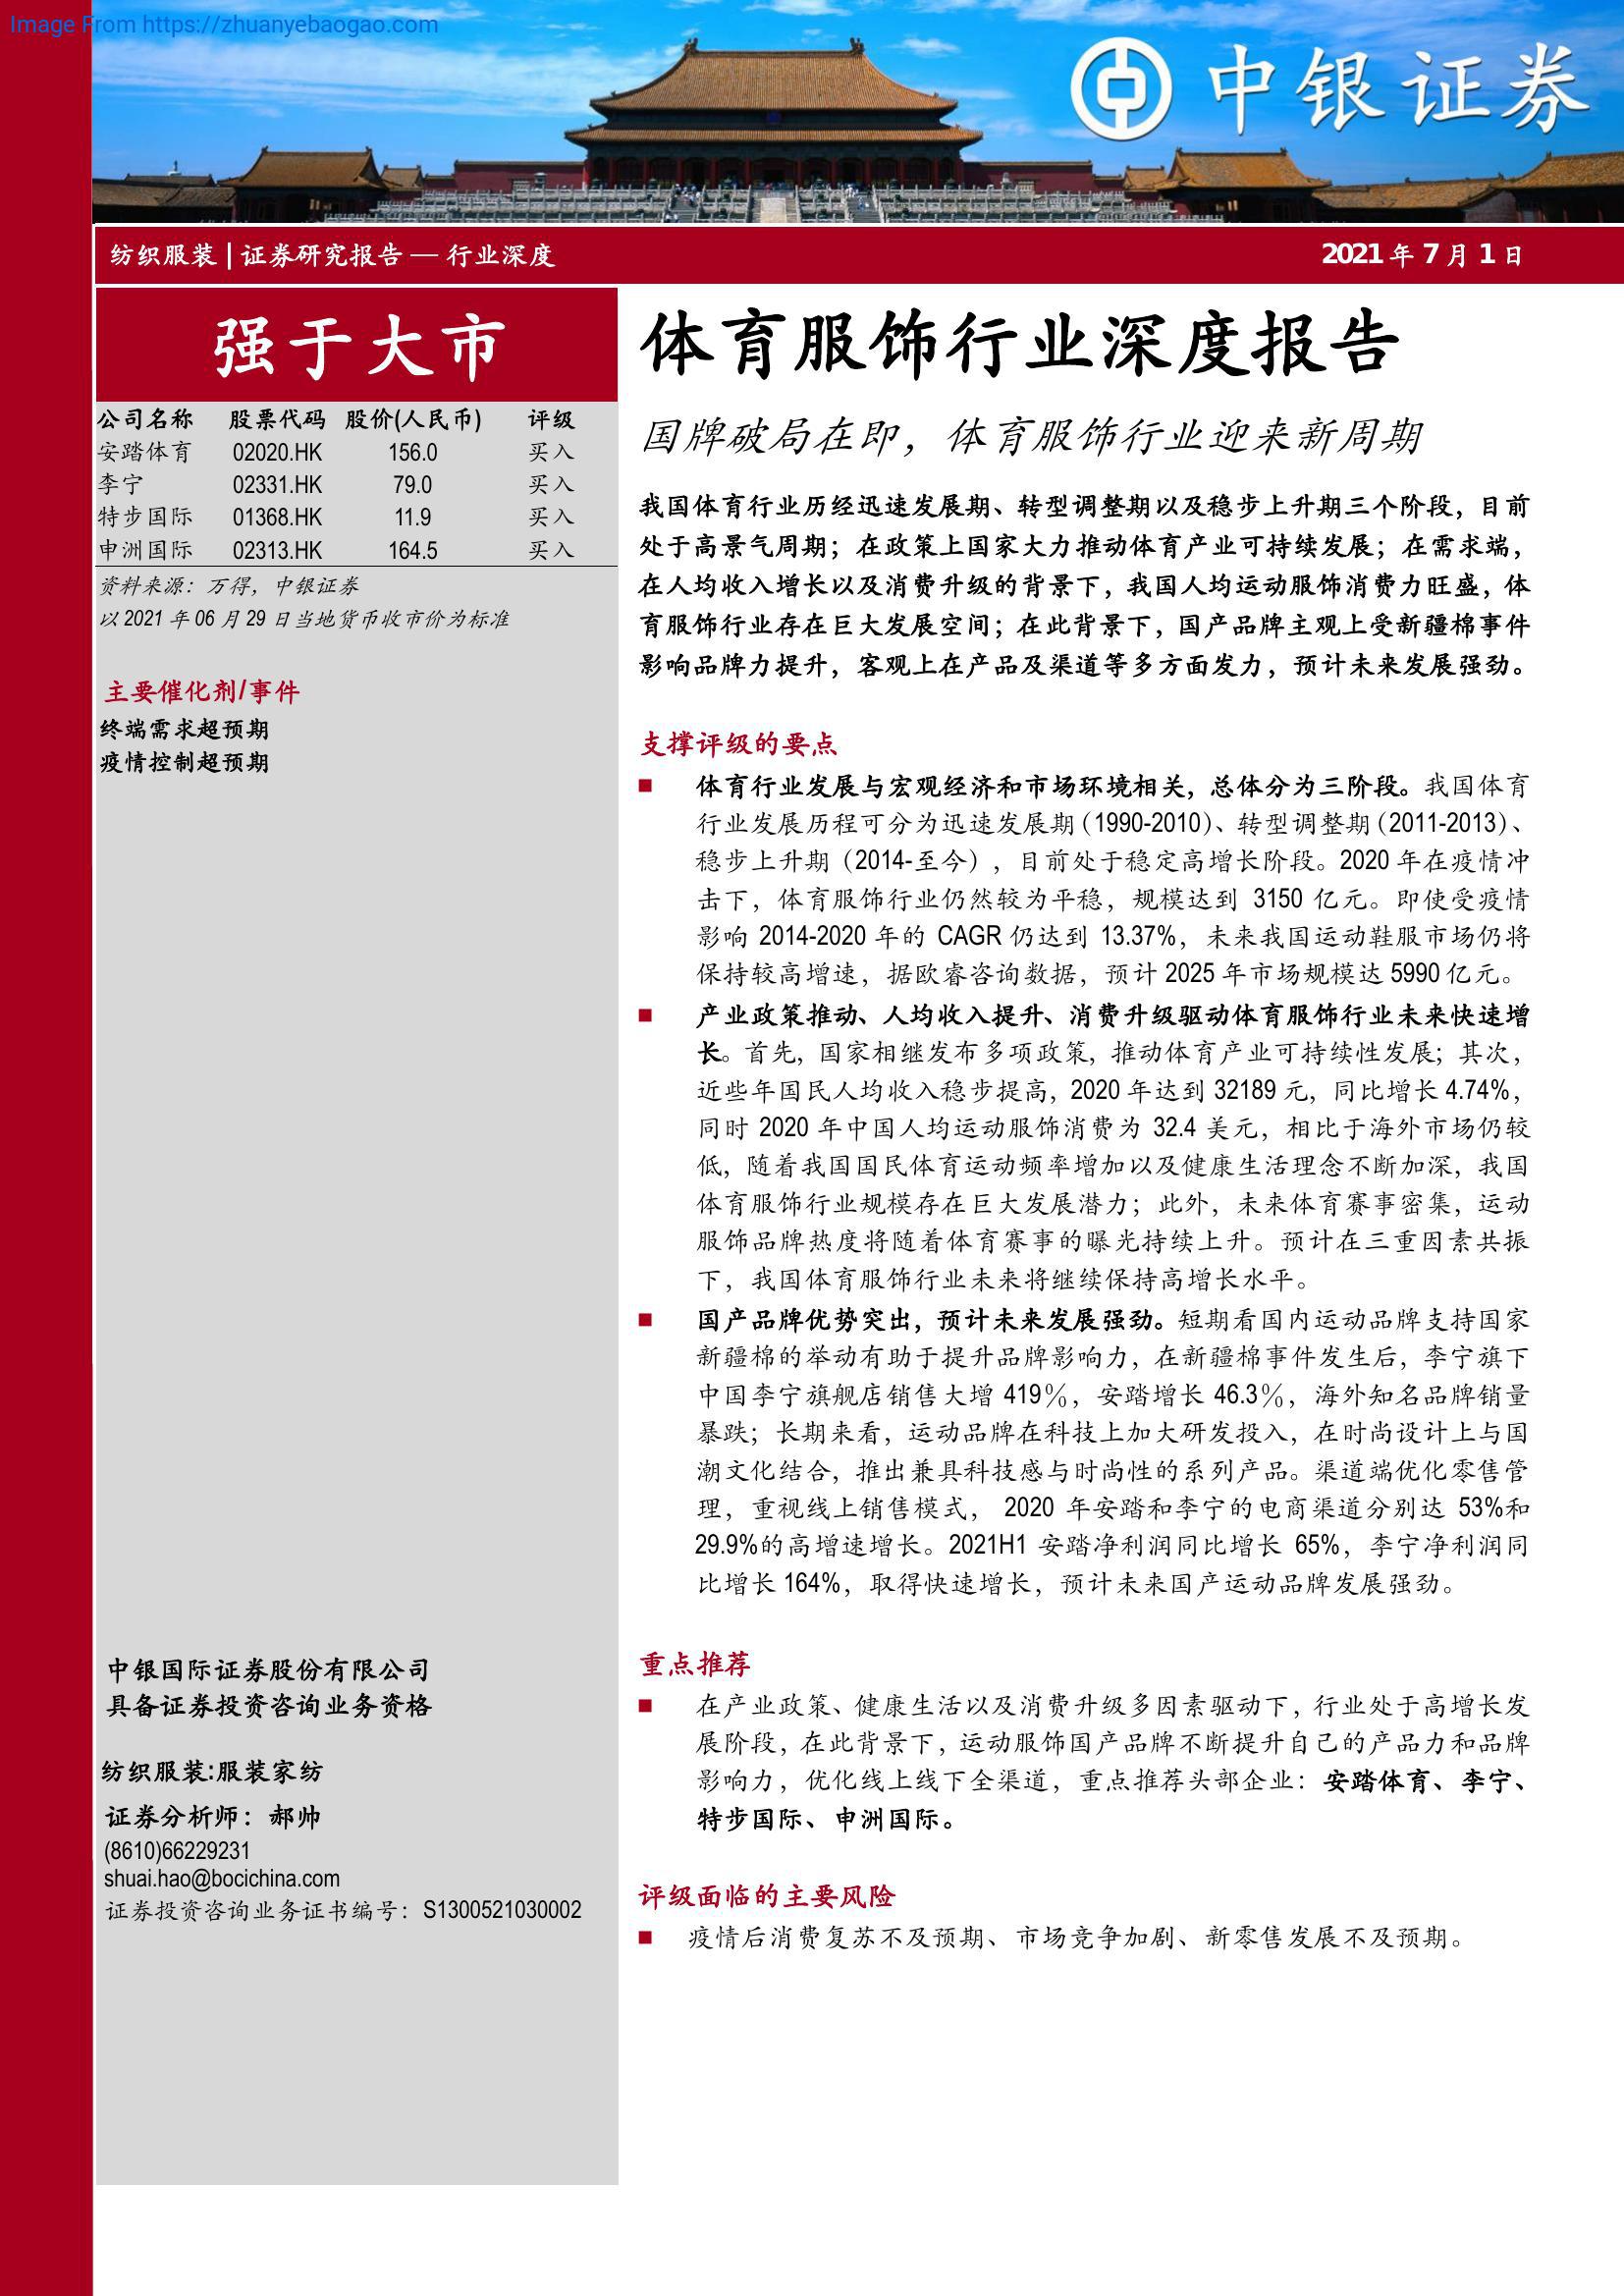 Image From https://zhuanyebaogao.com
中银证券
纺织服装 | 证券研究报告 — 行业深度
2021 年 7 月 1 日
强于大市
公司名称 股票代码 股价(人民币) 评级
安踏体育 02020.HK 156.0 买入
李宁 02331.HK 79.0 买入
特步国际 01368.HK 11.9 买入
申洲国际 02313.HK 164.5 买入
资料来源：万得，中银证券
以 2021 年 06 月 29 日当地货币收市价为标准
主要催化剂/事件
终端需求超预期
疫情控制超预期
中银国际证券股份有限公司
具备证券投资咨询业务资格
纺织服装:服装家纺
证券分析师：郝帅
(8610)66229231
shuai.hao@bocichina.com
证券投资咨询业务证书编号：S1300521030002
体育服饰行业深度报告
国牌破局在即，体育服饰行业迎来新周期
我国体育行业历经迅速发展期、转型调整期以及稳步上升期三个阶段，目前
处于高景气周期；在政策上国家大力推动体育产业可持续发展；在需求端，
在人均收入增长以及消费升级的背景下，我国人均运动服饰消费力旺盛，体
育服饰行业存在巨大发展空间；在此背景下，国产品牌主观上受新疆棉事件
影响品牌力提升，客观上在产品及渠道等多方面发力，预计未来发展强劲。
支撑评级的要点
■ 体育行业发展与宏观经济和市场环境相关，总体分为三阶段。我国体育
行业发展历程可分为迅速发展期（1990-2010）、转型调整期（2011-2013）、
稳步上升期（2014-至今），目前处于稳定高增长阶段。2020 年在疫情冲
击下，体育服饰行业仍然较为平稳，规模达到 3150 亿元。即使受疫情
影响 2014-2020 年的 CAGR 仍达到 13.37%，未来我国运动鞋服市场仍将
保持较高增速，据欧睿咨询数据，预计 2025 年市场规模达 5990 亿元。
■ 产业政策推动、人均收入提升、消费升级驱动体育服饰行业未来快速增
长。首先，国家相继发布多项政策，推动体育产业可持续性发展；其次，
近些年国民人均收入稳步提高，2020 年达到 32189 元，同比增长 4.74%，
同时 2020 年中国人均运动服饰消费为 32.4 美元，相比于海外市场仍较
低，随着我国国民体育运动频率增加以及健康生活理念不断加深，我国
体育服饰行业规模存在巨大发展潜力；此外，未来体育赛事密集，运动
服饰品牌热度将随着体育赛事的曝光持续上升。预计在三重因素共振
下，我国体育服饰行业未来将继续保持高增长水平。
■ 国产品牌优势突出，预计未来发展强劲。短期看国内运动品牌支持国家
新疆棉的举动有助于提升品牌影响力，在新疆棉事件发生后，李宁旗下
中国李宁旗舰店销售大增 419％，安踏增长 46.3％，海外知名品牌销量
暴跌；长期来看，运动品牌在科技上加大研发投入，在时尚设计上与国
潮文化结合，推出兼具科技感与时尚性的系列产品。渠道端优化零售管
理，重视线上销售模式， 2020 年安踏和李宁的电商渠道分别达 53%和
29.9%的高增速增长。2021H1 安踏净利润同比增长 65%，李宁净利润同
比增长 164%，取得快速增长，预计未来国产运动品牌发展强劲。
重点推荐
■ 在产业政策、健康生活以及消费升级多因素驱动下，行业处于高增长发
展阶段，在此背景下，运动服饰国产品牌不断提升自己的产品力和品牌
影响力，优化线上线下全渠道，重点推荐头部企业：安踏体育、李宁、
特步国际、申洲国际。
评级面临的主要风险
■ 疫情后消费复苏不及预期、市场竞争加剧、新零售发展不及预期。